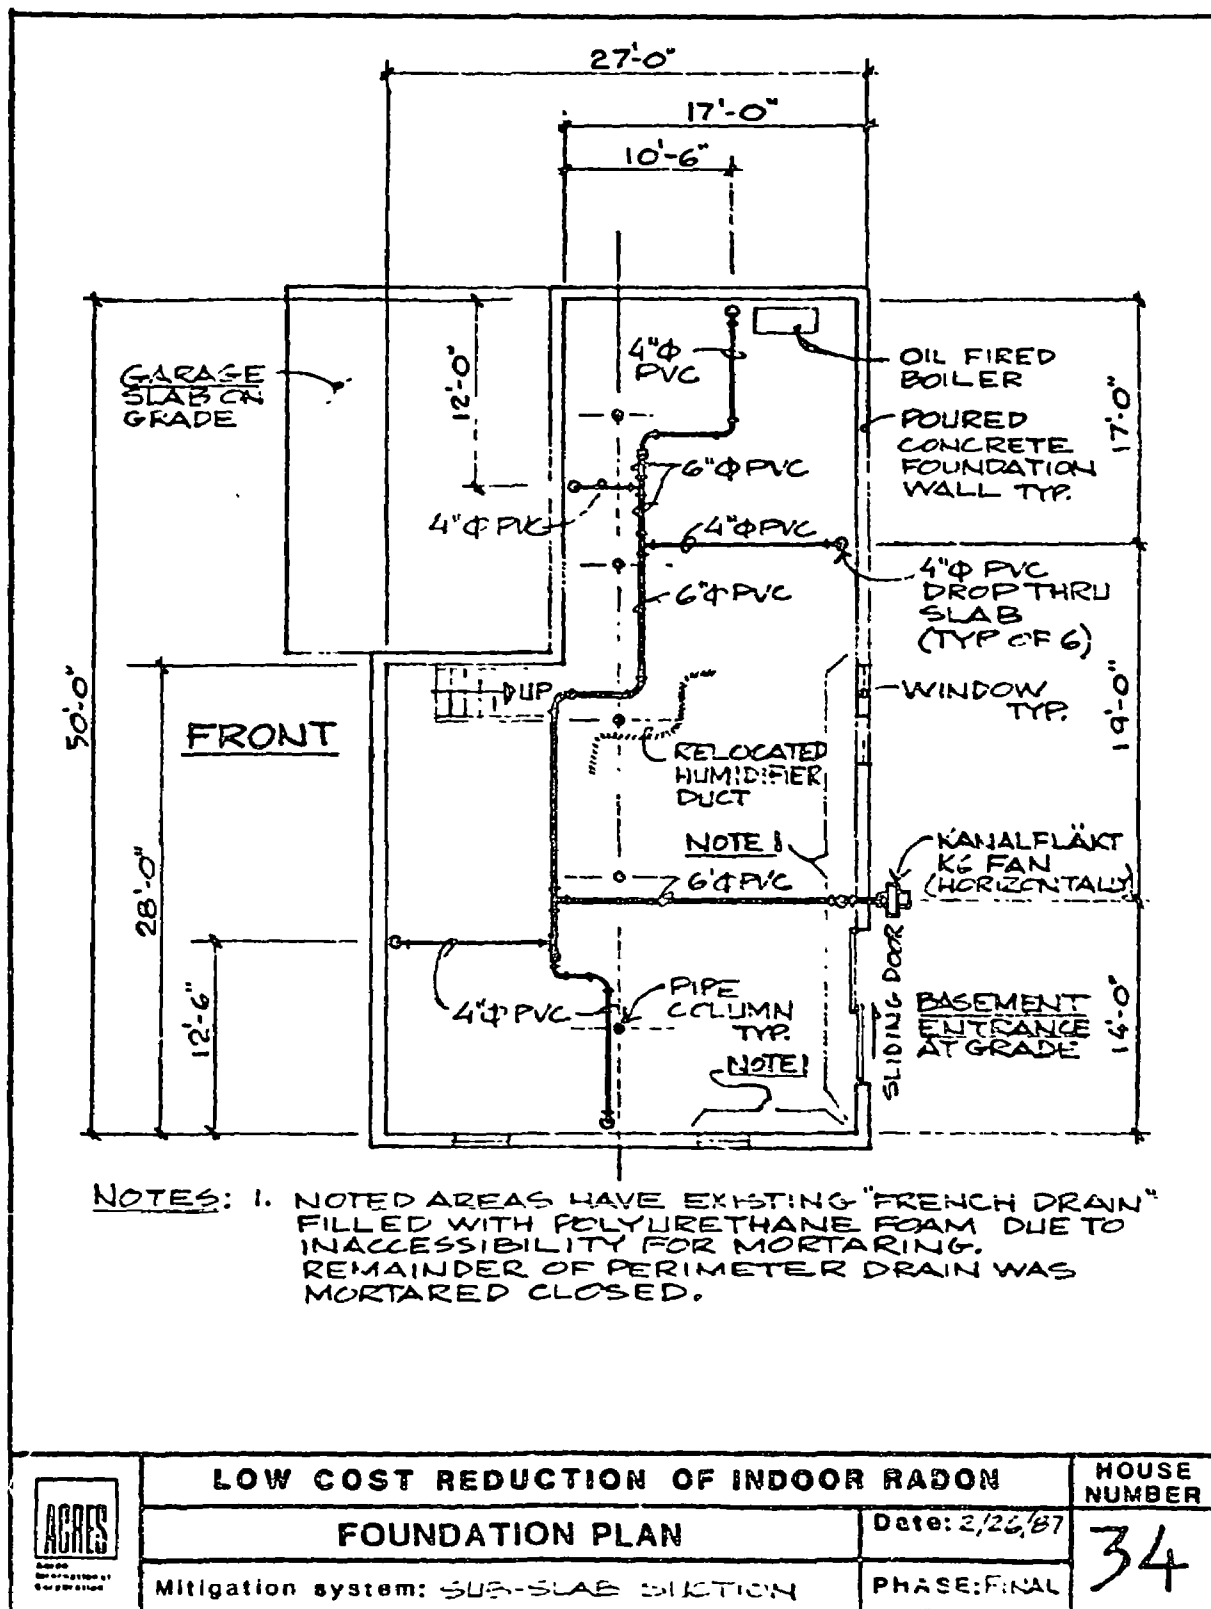 27'-0"
17'-0"
10'-6"
GARAGE
SLAB ON
GRADE
12'-0"
4"Φ
PVC
OIL FIRED
BOILER
17'-0"
POURED
CONCRETE
FOUNDATION
WALL TYP.
6"Φ PVC
4"Φ PVC
4"Φ PVC
4"Φ PVC
DROP THRU
SLAB
(TYP OF 6)
6"Φ PVC
50'-0"
UP
WINDOW
TYP.
19'-0"
FRONT
RELOCATED
HUMIDIFIER
DUCT
NOTE 1
KANALFLÄKT
K6 FAN
(HORIZONTALLY)
6"Φ PVC
28'-0"
12'-6"
4"Φ PVC
PIPE
COLUMN
TYP.
SLIDING DOOR
BASEMENT
ENTRANCE
AT GRADE
14'-0"
NOTE 1
NOTES: 1. NOTED AREAS HAVE EXISTING "FRENCH DRAIN"
FILLED WITH POLYURETHANE FOAM DUE TO
INACCESSIBILITY FOR MORTARING.
REMAINDER OF PERIMETER DRAIN WAS
MORTARED CLOSED.
ACRES
Acres
International
Corporation
LOW COST REDUCTION OF INDOOR RADON
FOUNDATION PLAN
Date: 2/26/87
Mitigation system: SUB-SLAB SUCTION
PHASE: FINAL
HOUSE
NUMBER
34